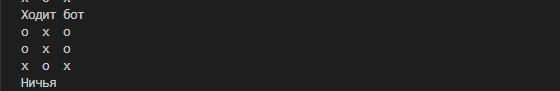 Ходит бот
o x o
o x o
x o x
Ничья